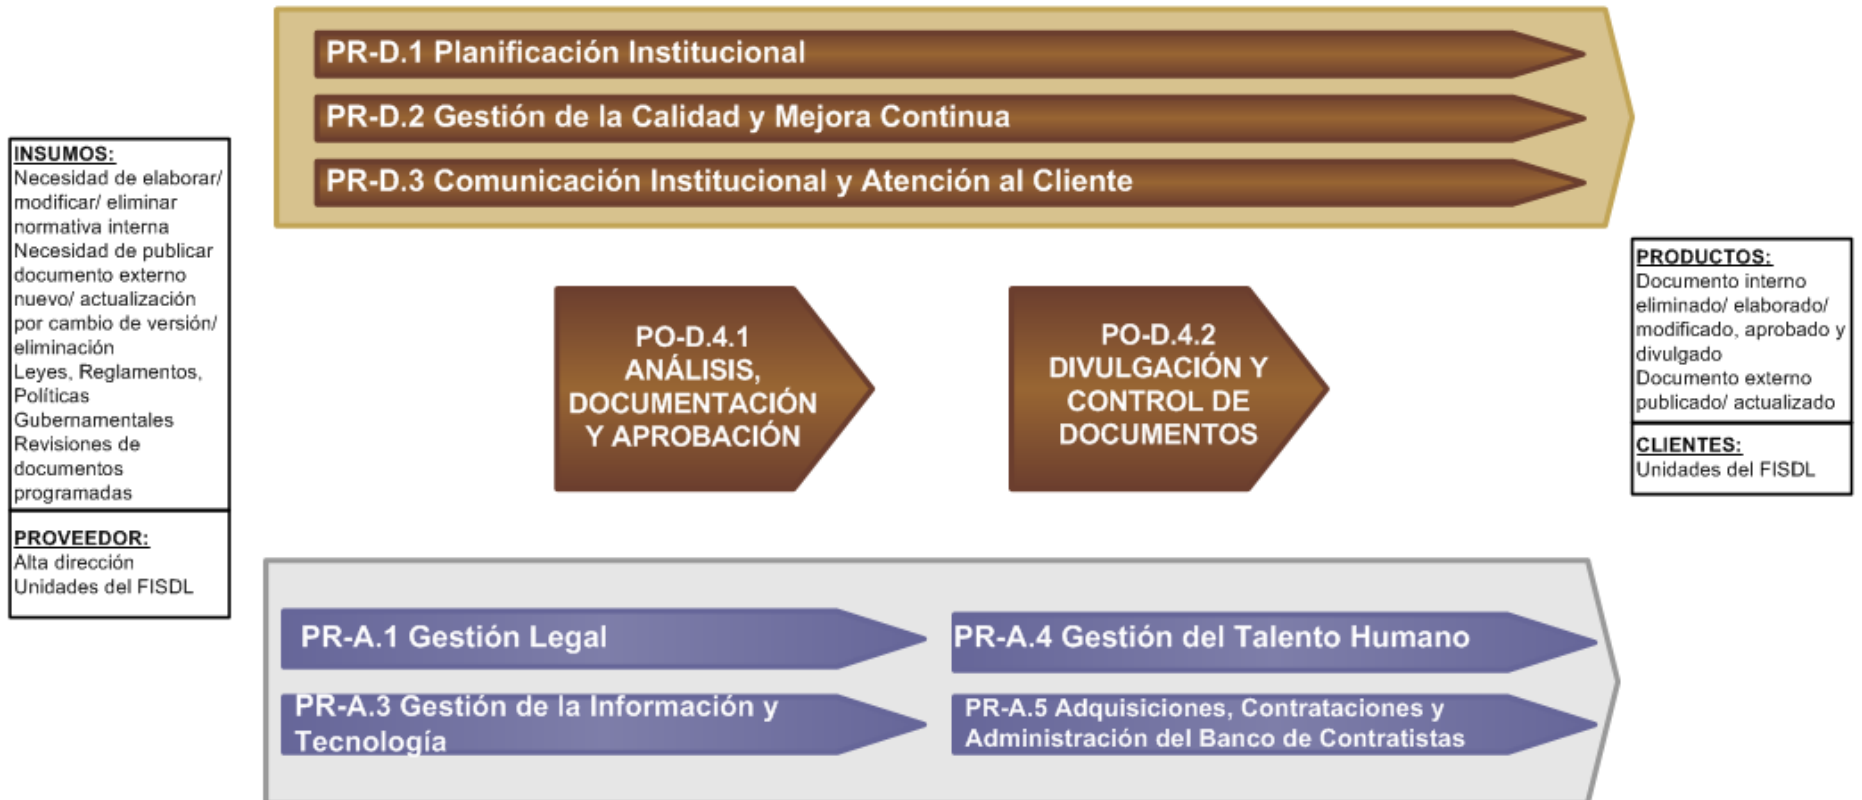 PR-D.1 Planificación Institucional
PR-D.2 Gestión de la Calidad y Mejora Continua
PR-D.3 Comunicación Institucional y Atención al Cliente
INSUMOS:
Necesidad de elaborar/
modificar/ eliminar
normativa interna
Necesidad de publicar
documento externo
nuevo/ actualización
por cambio de versión/
eliminación
Leyes, Reglamentos,
Políticas
Gubernamentales
Revisiones de
documentos
programadas
PROVEEDOR:
Alta dirección
Unidades del FISDL
PO-D.4.1
ANÁLISIS,
DOCUMENTACIÓN
Y APROBACIÓN
PO-D.4.2
DIVULGACIÓN Y
CONTROL DE
DOCUMENTOS
PRODUCTOS:
Documento interno
eliminado/ elaborado/
modificado, aprobado y
divulgado
Documento externo
publicado/ actualizado
CLIENTES:
Unidades del FISDL
PR-A.1 Gestión Legal
PR-A.4 Gestión del Talento Humano
PR-A.3 Gestión de la Información y
Tecnología
PR-A.5 Adquisiciones, Contrataciones y
Administración del Banco de Contratistas